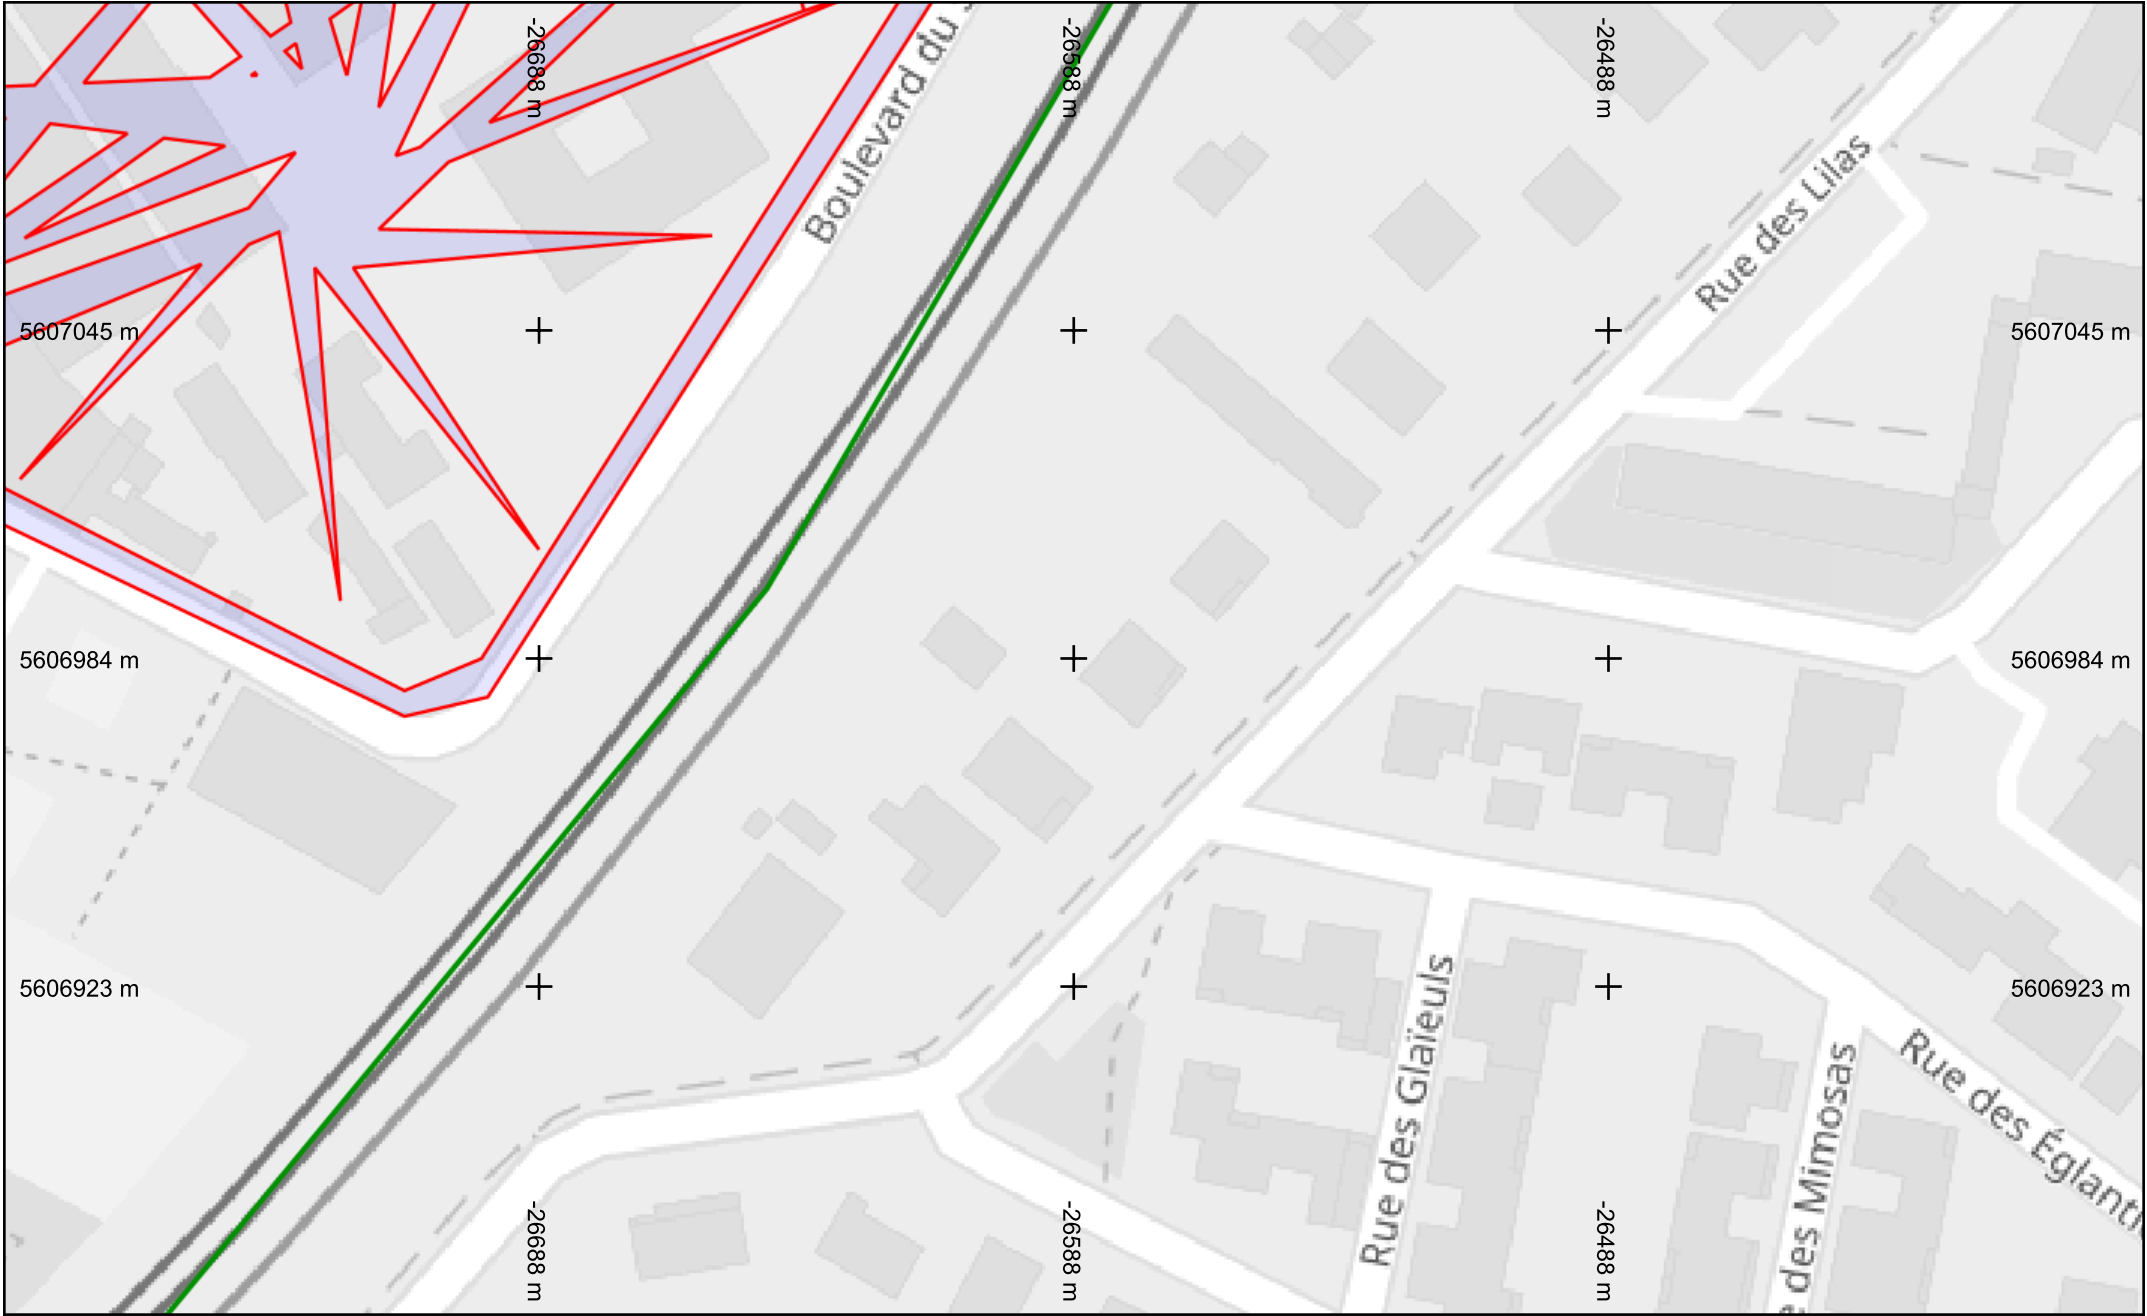 -26688 m
-26588 m
-26488 m
Boulevard du
Rue des Lilas
5607045 m
5607045 m
5606984 m
5606984 m
5606923 m
5606923 m
Rue des Glaïeuls
Rue des Églanti
des Mimosas
-26688 m
-26588 m
-26488 m